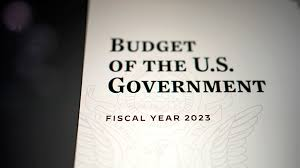 BUDGET
OF THE U.S.
GOVERNMENT
FISCAL YEAR 2023